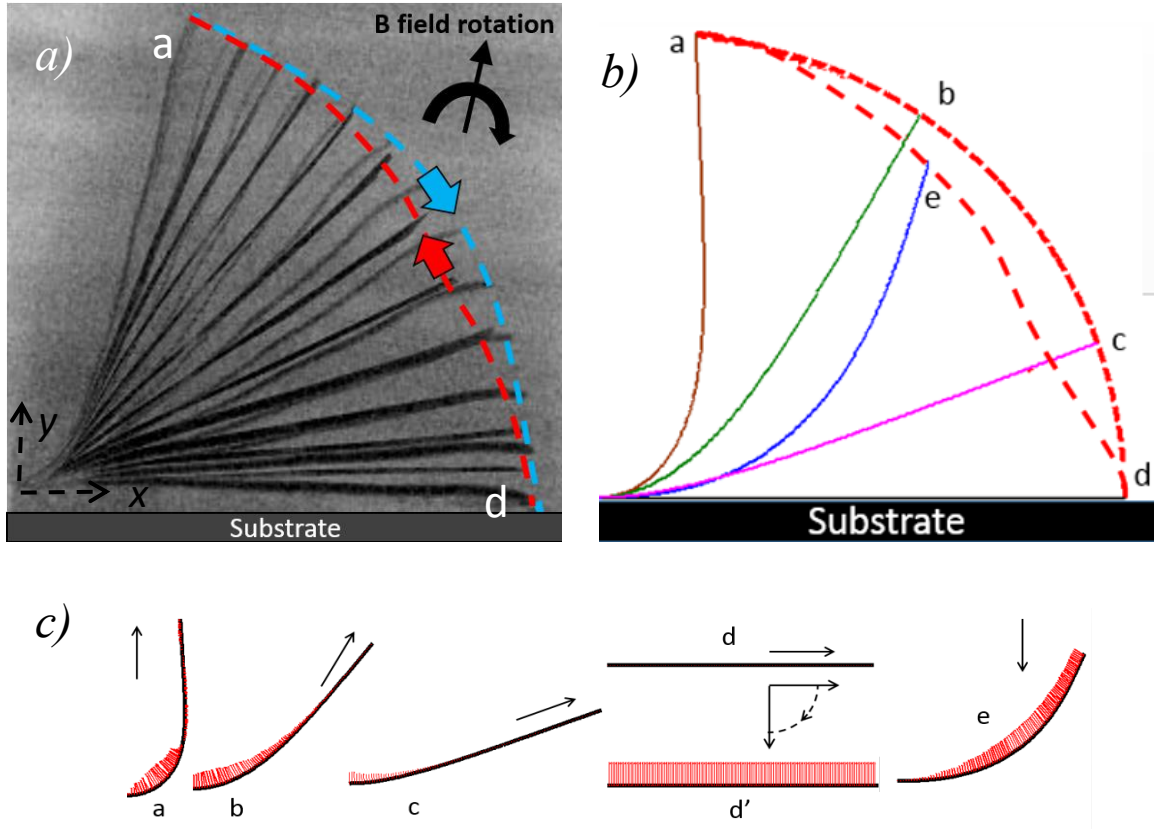 a)
a
B field rotation
y
x
d
Substrate
b)
a
b
e
c
d
Substrate
c)
a
b
c
d
d’
e